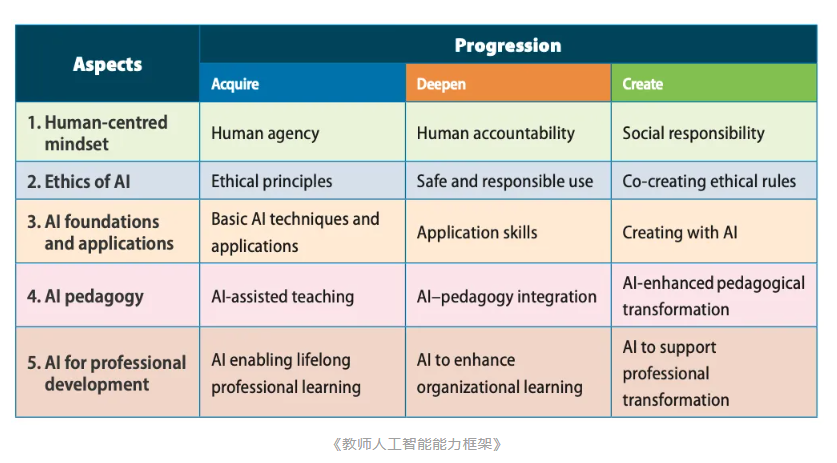 Aspects
Progression
Acquire
Deepen
Create
1. Human-centred
mindset
Human agency
Human accountability
Social responsibility
2. Ethics of AI
Ethical principles
Safe and responsible use
Co-creating ethical rules
3. AI foundations
and applications
Basic AI techniques and
applications
Application skills
Creating with AI
4. AI pedagogy
AI-assisted teaching
AI–pedagogy integration
AI-enhanced pedagogical
transformation
5. AI for professional
development
AI enabling lifelong
professional learning
AI to enhance
organizational learning
AI to support
professional
transformation
《教师人工智能能力框架》